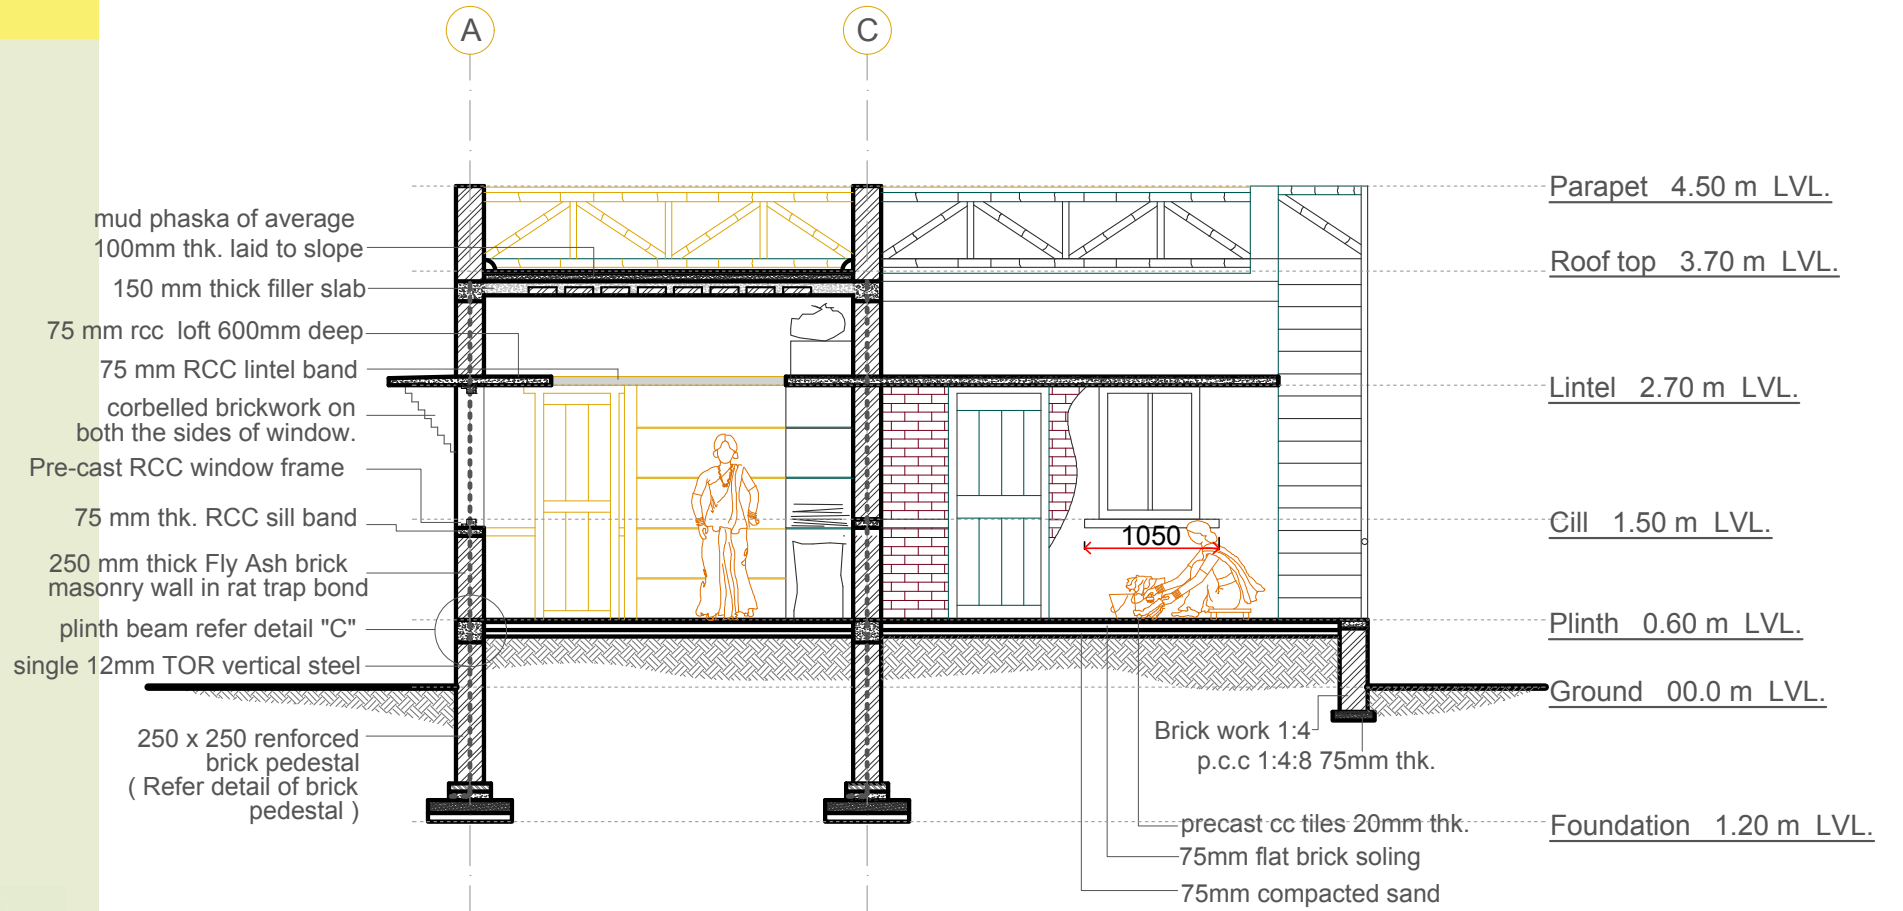 A
C
mud phaska of average
100mm thk. laid to slope
150 mm thick filler slab
75 mm rcc loft 600mm deep
75 mm RCC lintel band
corbelled brickwork on
both the sides of window.
Pre-cast RCC window frame
75 mm thk. RCC sill band
250 mm thick Fly Ash brick
masonry wall in rat trap bond
plinth beam refer detail "C"
single 12mm TOR vertical steel
250 x 250 renforced
brick pedestal
( Refer detail of brick
pedestal )
1050
Parapet 4.50 m LVL.
Roof top 3.70 m LVL.
Lintel 2.70 m LVL.
Cill 1.50 m LVL.
Plinth 0.60 m LVL.
Ground 00.0 m LVL.
Brick work 1:4
p.c.c 1:4:8 75mm thk.
precast cc tiles 20mm thk.
75mm flat brick soling
75mm compacted sand
Foundation 1.20 m LVL.